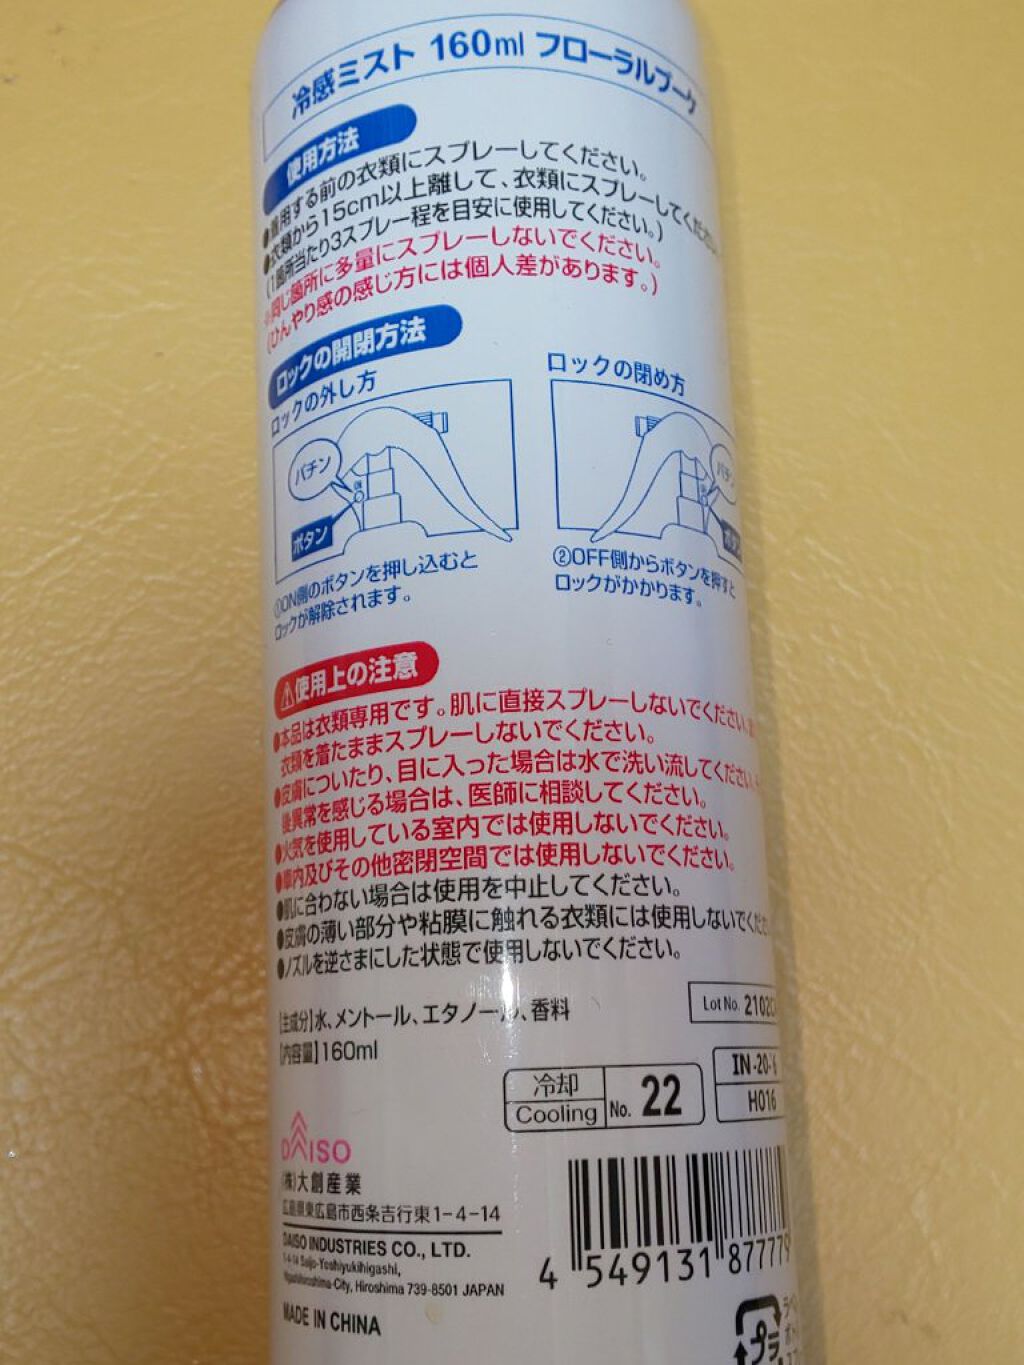 冷感ミスト 160ml フローラルブーケ
使用方法
●着用する前の衣類にスプレーしてください。
●衣類から15cm以上離して、衣類にスプレーしてください
(1箇所当たり3スプレー程を目安に使用してください。)
※同じ箇所に多量にスプレーしないでください。
(ひんやり感の感じ方には個人差があります。)
ロックの開閉方法
ロックの外し方
ロックの閉め方
パチン
パチン
ボタン
ボタン
①ON側のボタンを押し込むと
ロックが解除されます。
②OFF側からボタンを押すと
ロックがかかります。
⚠使用上の注意
●本品は衣類専用です。肌に直接スプレーしないでください。
衣類を着たままスプレーしないでください。
●皮膚についたり、目に入った場合は水で洗い流してください
後異常を感じる場合は、医師に相談してください。
●火気を使用している室内では使用しないでください。
●車内及びその他密閉空間では使用しないでください。
●肌に合わない場合は使用を中止してください。
●皮膚の薄い部分や粘膜に触れる衣類には使用しないでくだ
●ノズルを逆さまにした状態で使用しないでください。
【主成分】水、メントール、エタノール、香料
【内容量】160ml
Lot No. 2102
冷却
Cooling No. 22
IN-20-6
H016
DAISO
(株)大創産業
広島県東広島市西条吉行東1-4-14
DAISO INDUSTRIES CO., LTD.
1-4-14 Saijo-Yoshiyukihigashi,
Higashihiroshima-City, Hiroshima 739-8501 JAPAN
MADE IN CHINA
4 549131 877779
プラ